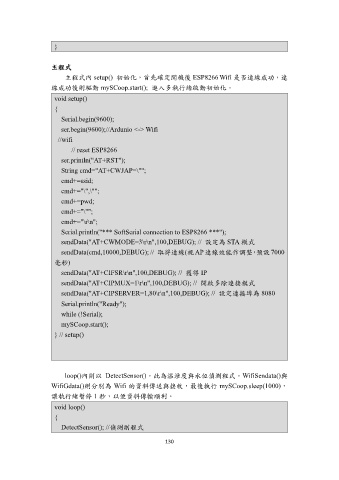 }
主程式
主程式內 setup() 初始化，首先確定開機後 ESP8266 Wifi 是否連線成功，連
線成功後則驅動 mySCoop.start(); 進入多執行緒啟動初始化。
void setup()
{
Serial.begin(9600);
ser.begin(9600);//Arduino <-> Wifi
//wifi
// reset ESP8266
ser.println("AT+RST");
String cmd="AT+CWJAP=\"";
cmd+=ssid;
cmd+="\",\"";
cmd+=pwd;
cmd+="\"";
cmd+="\r\n";
Serial.println("*** SoftSerial connection to ESP8266 ***");
sendData("AT+CWMODE=3\r\n",100,DEBUG); // 設定為 STA 模式
sendData(cmd,10000,DEBUG); // 取得連線(視 AP 連線效能作調整,預設 7000
毫秒)
sendData("AT+CIFSR\r\n",100,DEBUG); // 獲得 IP
sendData("AT+CIPMUX=1\r\n",100,DEBUG); // 開啟多險連接模式
sendData("AT+CIPSERVER=1,80\r\n",100,DEBUG); // 設定連接埠為 8080
Serial.println("Ready");
while (!Serial);
mySCoop.start();
} // setup()
loop()內則以 DetectSensor()，此為溫溼度與水位偵測程式，WifiSendata()與
WifiGdata()則分別為 Wifi 的資料傳送與接收，最後執行 mySCoop.sleep(1000)，
讓執行緒暫停 1 秒，以便資料傳輸順利。
void loop()
{
DetectSensor(); //偵測副程式
130